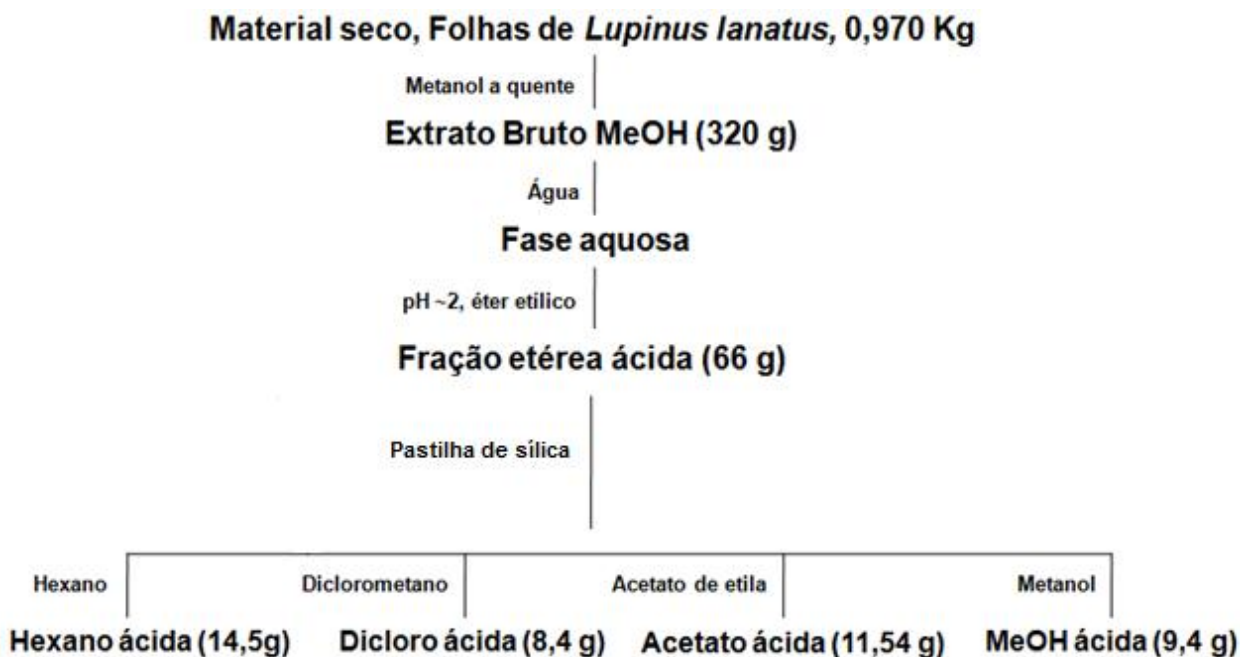 Material seco, Folhas de Lupinus lanatus, 0,970 Kg
Metanol a quente
Extrato Bruto MeOH (320 g)
Água
Fase aquosa
pH ~2, éter etílico
Fração etérea ácida (66 g)
Pastilha de sílica
Hexano Diclorometano Acetato de etila Metanol
Hexano ácida (14,5g) Dicloro ácida (8,4 g) Acetato ácida (11,54 g) MeOH ácida (9,4 g)